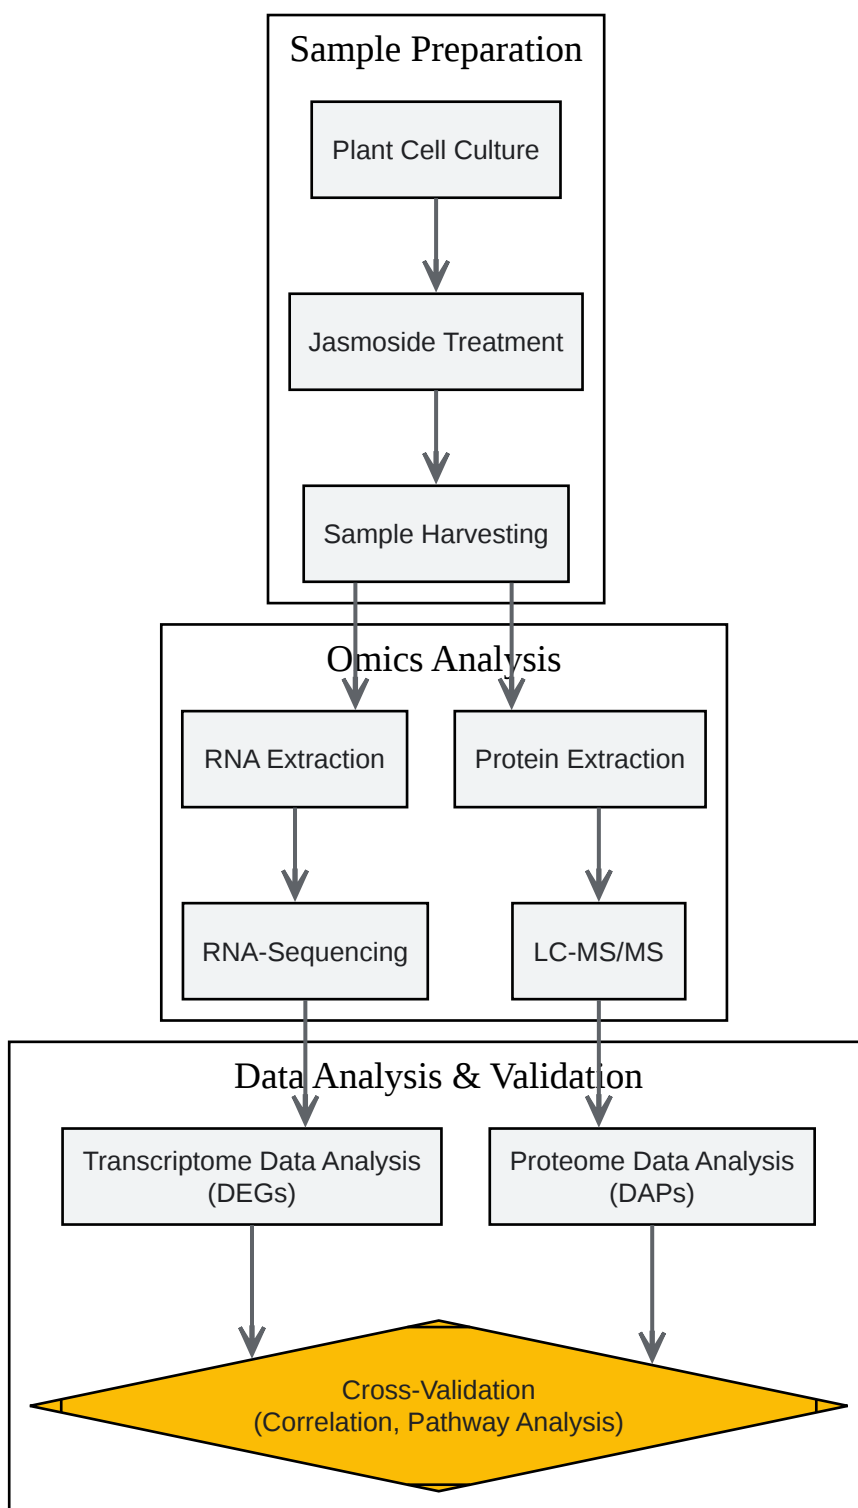 Sample Preparation
Plant Cell Culture
Jasmoside Treatment
Sample Harvesting
Omics Analysis
RNA Extraction
Protein Extraction
RNA-Sequencing
LC-MS/MS
Data Analysis & Validation
Transcriptome Data Analysis
(DEGs)
Proteome Data Analysis
(DAPs)
Cross-Validation
(Correlation, Pathway Analysis)